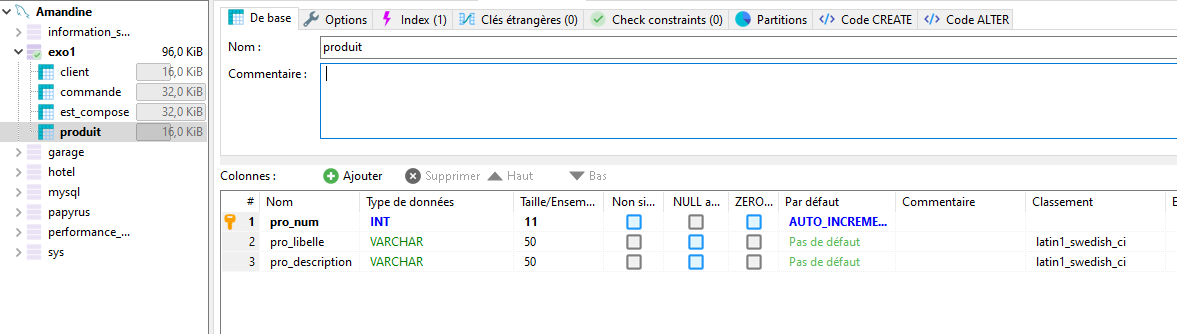 Amandine
information_s...
exo1 96,0 KiB
client 16,0 KiB
commande 32,0 KiB
est_compose 32,0 KiB
produit 16,0 KiB
garage
hotel
mysql
papyrus
performance_...
sys
De base Options Index (1) Clés étrangères (0) Check constraints (0) Partitions Code CREATE Code ALTER
Nom : produit
Commentaire :
Colonnes : Ajouter Supprimer Haut Bas
# Nom Type de données Taille/Ensem... Non si... NULL a... ZERO... Par défaut Commentaire Classement E
1 pro_num INT 11 AUTO_INCREME...
2 pro_libelle VARCHAR 50 Pas de défaut latin1_swedish_ci
3 pro_description VARCHAR 50 Pas de défaut latin1_swedish_ci